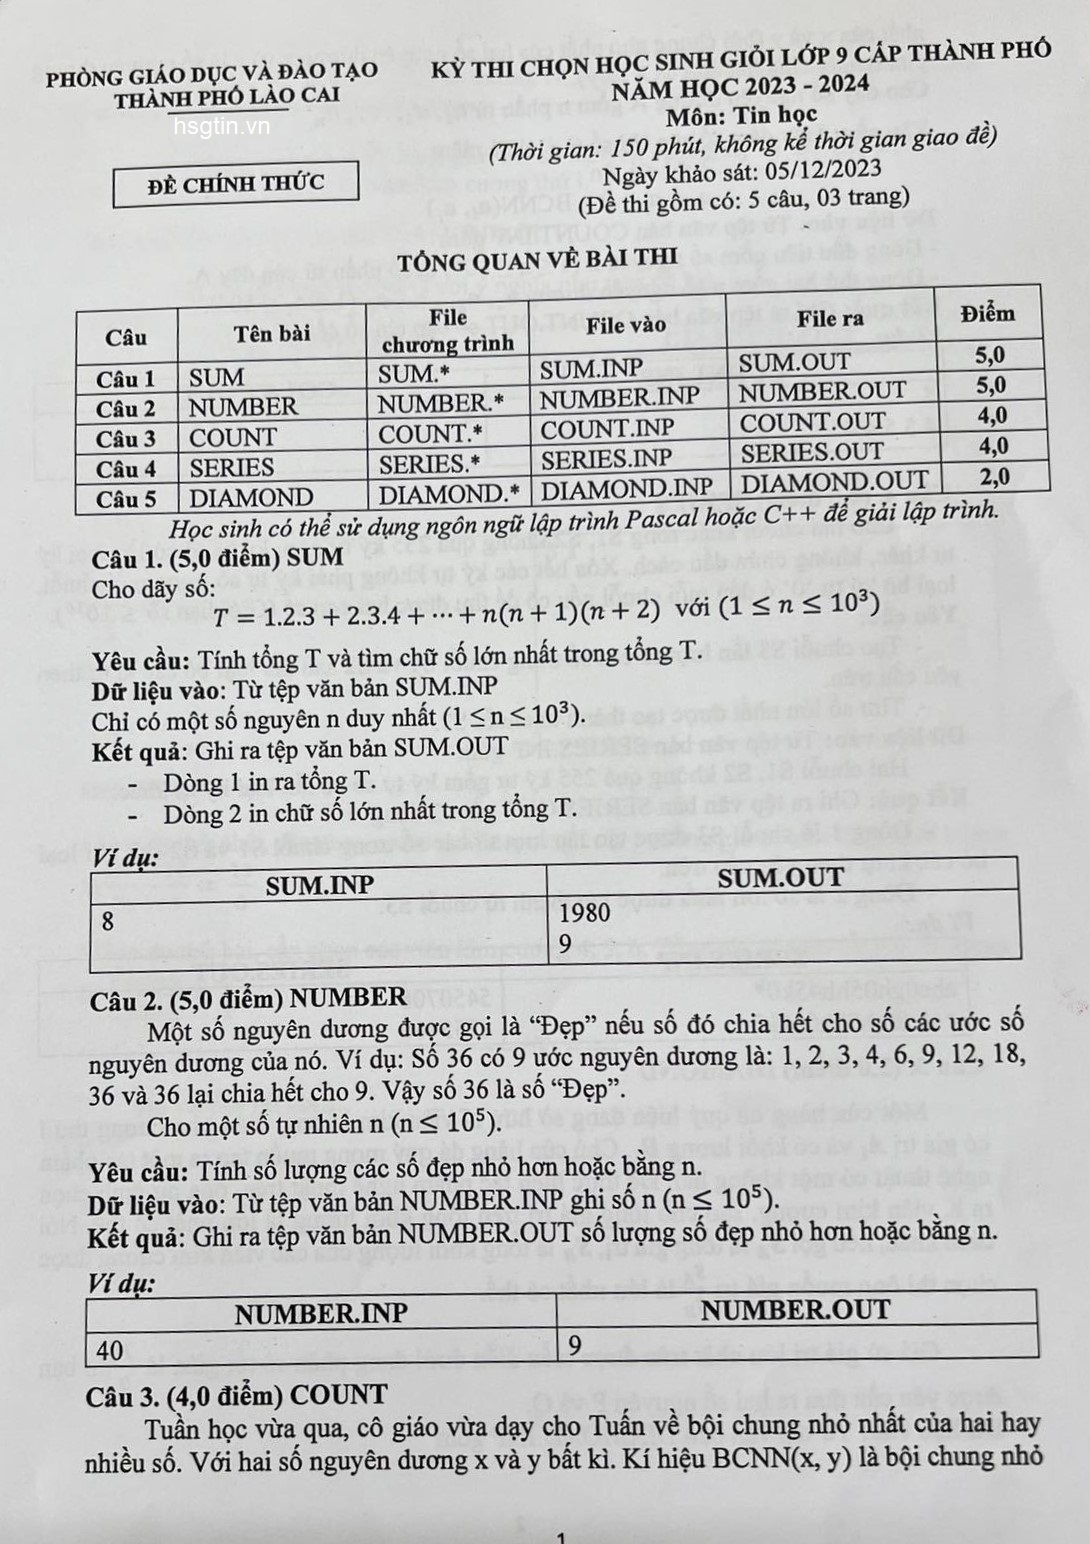 PHÒNG GIÁO DỤC VÀ ĐÀO TẠO
THÀNH PHỐ LÀO CAI
hsgtin.vn
ĐỀ CHÍNH THỨC
KỲ THI CHỌN HỌC SINH GIỎI LỚP 9 CẤP THÀNH PHỐ
NĂM HỌC 2023 - 2024
Môn: Tin học
(Thời gian: 150 phút, không kể thời gian giao đề)
Ngày khảo sát: 05/12/2023
(Đề thi gồm có: 5 câu, 03 trang)
TỔNG QUAN VỀ BÀI THI
Câu | Tên bài | File chương trình | File vào | File ra | Điểm
Câu 1 | SUM | SUM.* | SUM.INP | SUM.OUT | 5,0
Câu 2 | NUMBER | NUMBER.* | NUMBER.INP | NUMBER.OUT | 5,0
Câu 3 | COUNT | COUNT.* | COUNT.INP | COUNT.OUT | 4,0
Câu 4 | SERIES | SERIES.* | SERIES.INP | SERIES.OUT | 4,0
Câu 5 | DIAMOND | DIAMOND.* | DIAMOND.INP | DIAMOND.OUT | 2,0
Học sinh có thể sử dụng ngôn ngữ lập trình Pascal hoặc C++ để giải lập trình.
Câu 1. (5,0 điểm) SUM
Cho dãy số:
T = 1.2.3 + 2.3.4 + ⋯ + n(n + 1)(n + 2) với (1 ≤ n ≤ 10³)
Yêu cầu: Tính tổng T và tìm chữ số lớn nhất trong tổng T.
Dữ liệu vào: Từ tệp văn bản SUM.INP
Chỉ có một số nguyên n duy nhất (1 ≤ n ≤ 10³).
Kết quả: Ghi ra tệp văn bản SUM.OUT
- Dòng 1 in ra tổng T.
- Dòng 2 in chữ số lớn nhất trong tổng T.
Ví dụ:
SUM.INP | SUM.OUT
8 | 1980
9
Câu 2. (5,0 điểm) NUMBER
Một số nguyên dương được gọi là “Đẹp” nếu số đó chia hết cho số các ước số
nguyên dương của nó. Ví dụ: Số 36 có 9 ước nguyên dương là: 1, 2, 3, 4, 6, 9, 12, 18,
36 và 36 lại chia hết cho 9. Vậy số 36 là số “Đẹp”.
Cho một số tự nhiên n (n ≤ 10⁵).
Yêu cầu: Tính số lượng các số đẹp nhỏ hơn hoặc bằng n.
Dữ liệu vào: Từ tệp văn bản NUMBER.INP ghi số n (n ≤ 10⁵).
Kết quả: Ghi ra tệp văn bản NUMBER.OUT số lượng số đẹp nhỏ hơn hoặc bằng n.
Ví dụ:
NUMBER.INP | NUMBER.OUT
40 | 9
Câu 3. (4,0 điểm) COUNT
Tuần học vừa qua, cô giáo vừa dạy cho Tuấn về bội chung nhỏ nhất của hai hay
nhiều số. Với hai số nguyên dương x và y bất kì. Kí hiệu BCNN(x, y) là bội chung nhỏ
1